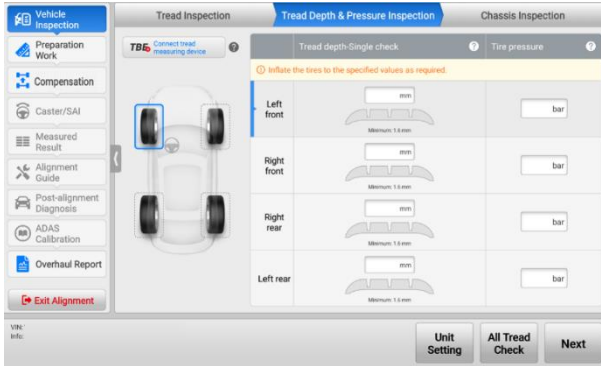 Vehicle
Inspection
Preparation
Work
Compensation
Caster/SAI
Measured
Result
Alignment
Guide
Post-alignment
Diagnosis
ADAS
Calibration
Overhaul Report
Exit Alignment
Tread Inspection
Tread Depth & Pressure Inspection
Chassis Inspection
TBE
Connect tread
measuring device
?
Tread depth-Single check ?
Tire pressure ?
Inflate the tires to the specified values as required.
Left
front
mm
Minimum: 1.6 mm
bar
Right
front
mm
Minimum: 1.6 mm
bar
Right
rear
mm
Minimum: 1.6 mm
bar
Left rear
mm
Minimum: 1.6 mm
bar
VIN:'
Info:
Unit
Setting
All Tread
Check
Next